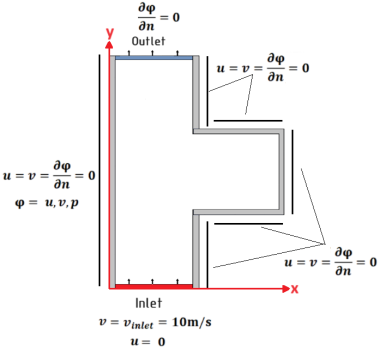 ∂φ/∂n = 0
Outlet
y
u = v = ∂φ/∂n = 0
u = v = ∂φ/∂n = 0
φ = u, v, p
u = v = ∂φ/∂n = 0
x
Inlet
v = v_inlet = 10m/s
u = 0